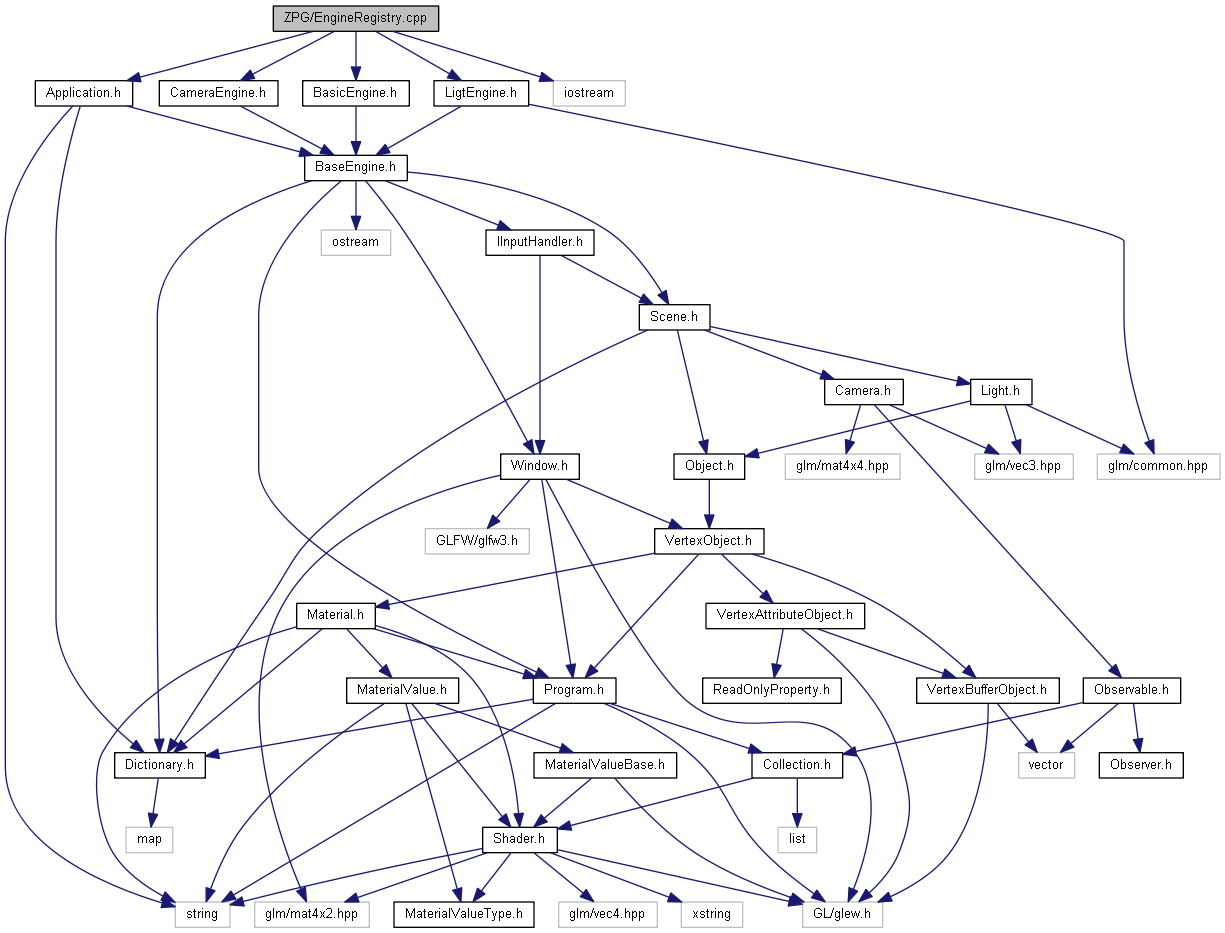 ZPG/EngineRegistry.cpp
Application.h
CameraEngine.h
BasicEngine.h
LigtEngine.h
iostream
BaseEngine.h
ostream
IInputHandler.h
Scene.h
Camera.h
Light.h
Window.h
Object.h
glm/mat4x4.hpp
glm/vec3.hpp
glm/common.hpp
GLFW/glfw3.h
VertexObject.h
Material.h
VertexAttributeObject.h
MaterialValue.h
Program.h
ReadOnlyProperty.h
VertexBufferObject.h
Observable.h
Dictionary.h
MaterialValueBase.h
Collection.h
vector
Observer.h
map
Shader.h
list
string
glm/mat4x2.hpp
MaterialValueType.h
glm/vec4.hpp
xstring
GL/glew.h